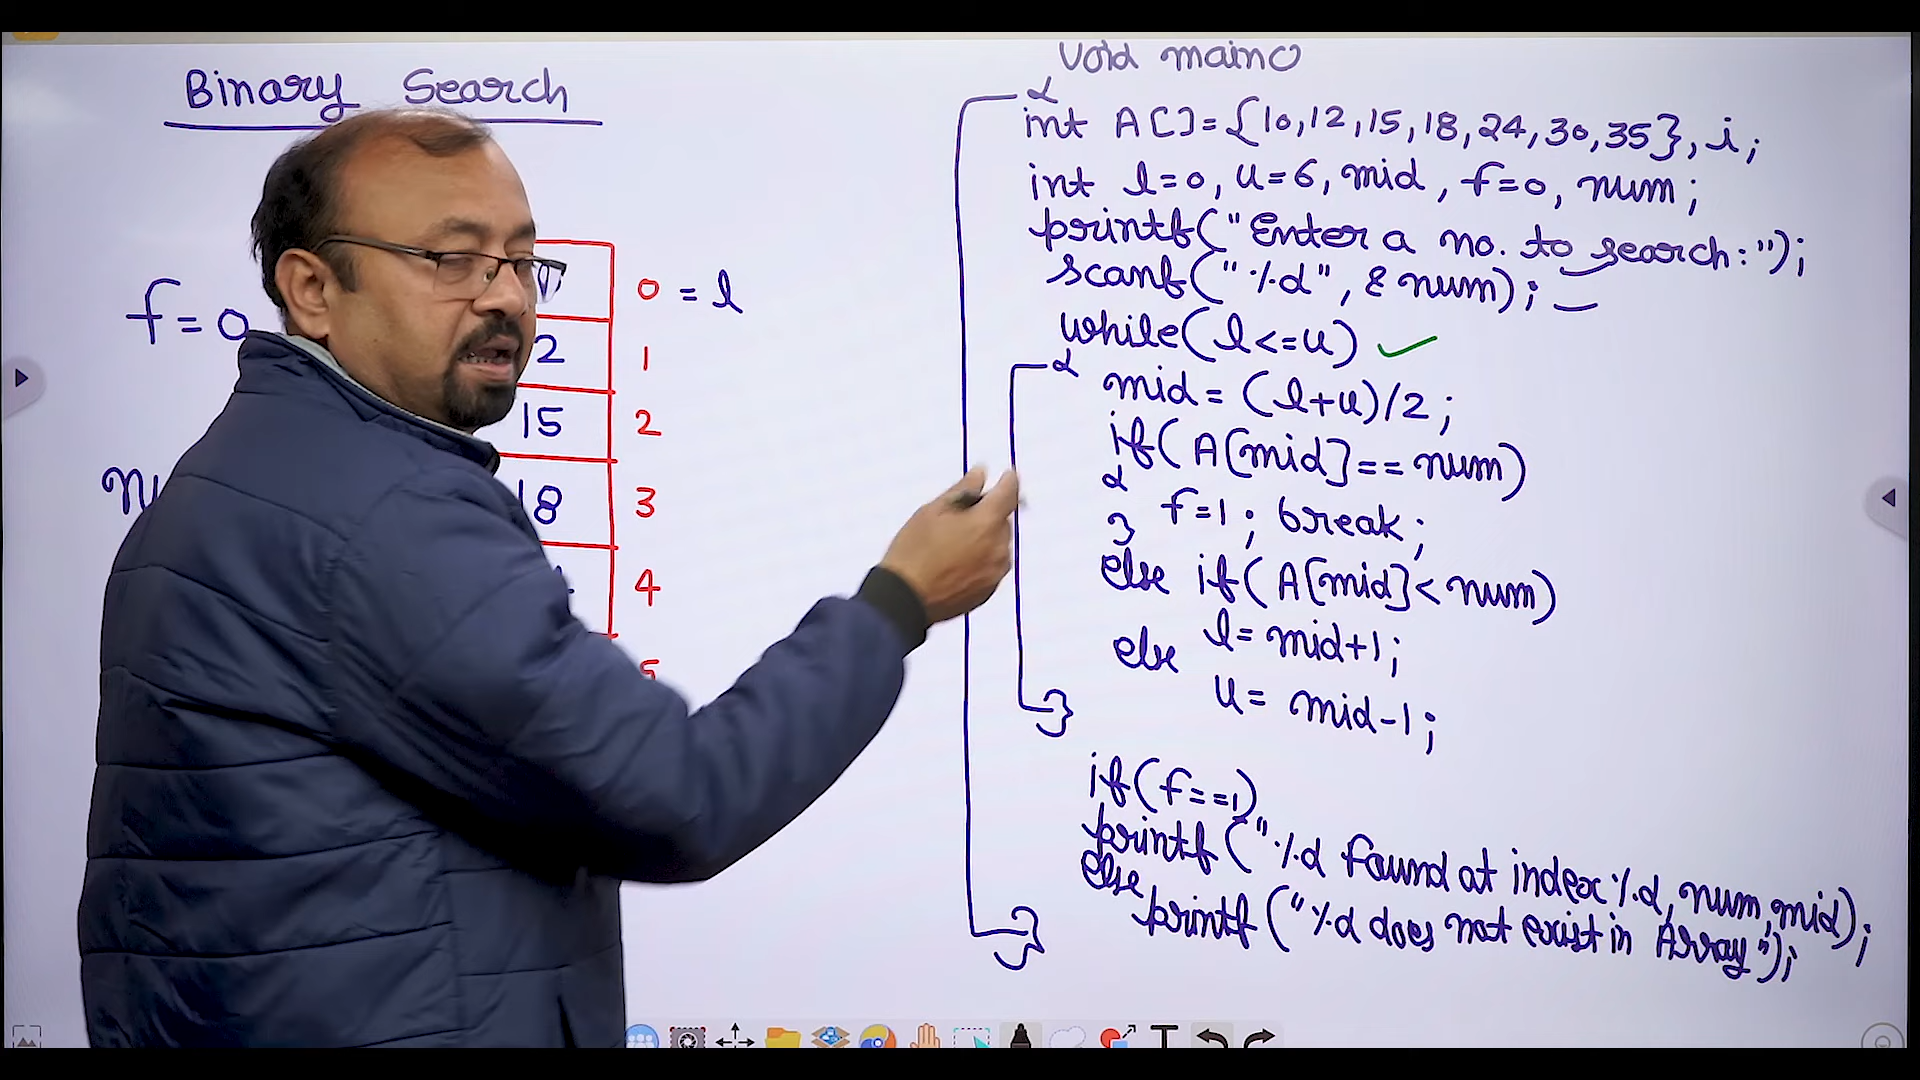 Binary Search
f=0
0 = l
2 1
15 2
18 3
4
5
void main()
{
int A[]={10,12,15,18,24,30,35}, i;
int l=0, u=6, mid, f=0, num;
printf("Enter a no. to search:");
scanf("%d", &num);
while(l<=u)
{
mid = (l+u)/2;
if(A[mid]==num)
{
f=1; break;
}
else if(A[mid]<num)
l=mid+1;
else
u=mid-1;
}
if(f==1)
printf("%d found at index%d, num,mid);
else
printf("%d does not exist in Array");
}